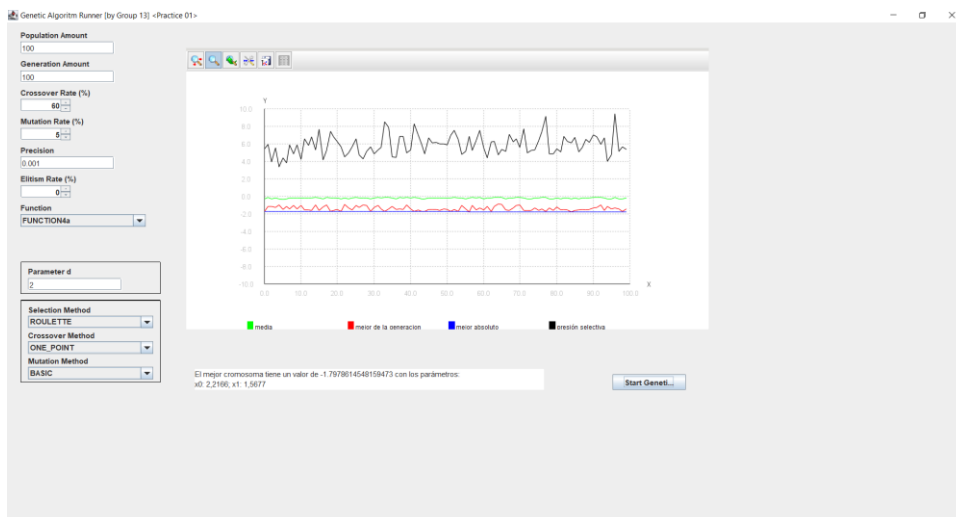 Genetic Algoritm Runner [by Group 13] <Practice 01>
Population Amount
100
Generation Amount
100
Crossover Rate (%)
60
Mutation Rate (%)
5
Precision
0.001
Elitism Rate (%)
0
Function
FUNCTION4a
Parameter d
2
Selection Method
ROULETTE
Crossover Method
ONE_POINT
Mutation Method
BASIC
Y
10.0
8.0
6.0
4.0
2.0
0.0
-2.0
-4.0
-6.0
-8.0
-10.0
X
0.0 10.0 20.0 30.0 40.0 50.0 60.0 70.0 80.0 90.0 100.0
media mejor de la generacion mejor absoluto presión selectiva
El mejor cromosoma tiene un valor de -1.7978614548159473 con los parámetros:
x0: 2,2166; x1: 1,5677
Start Geneti...